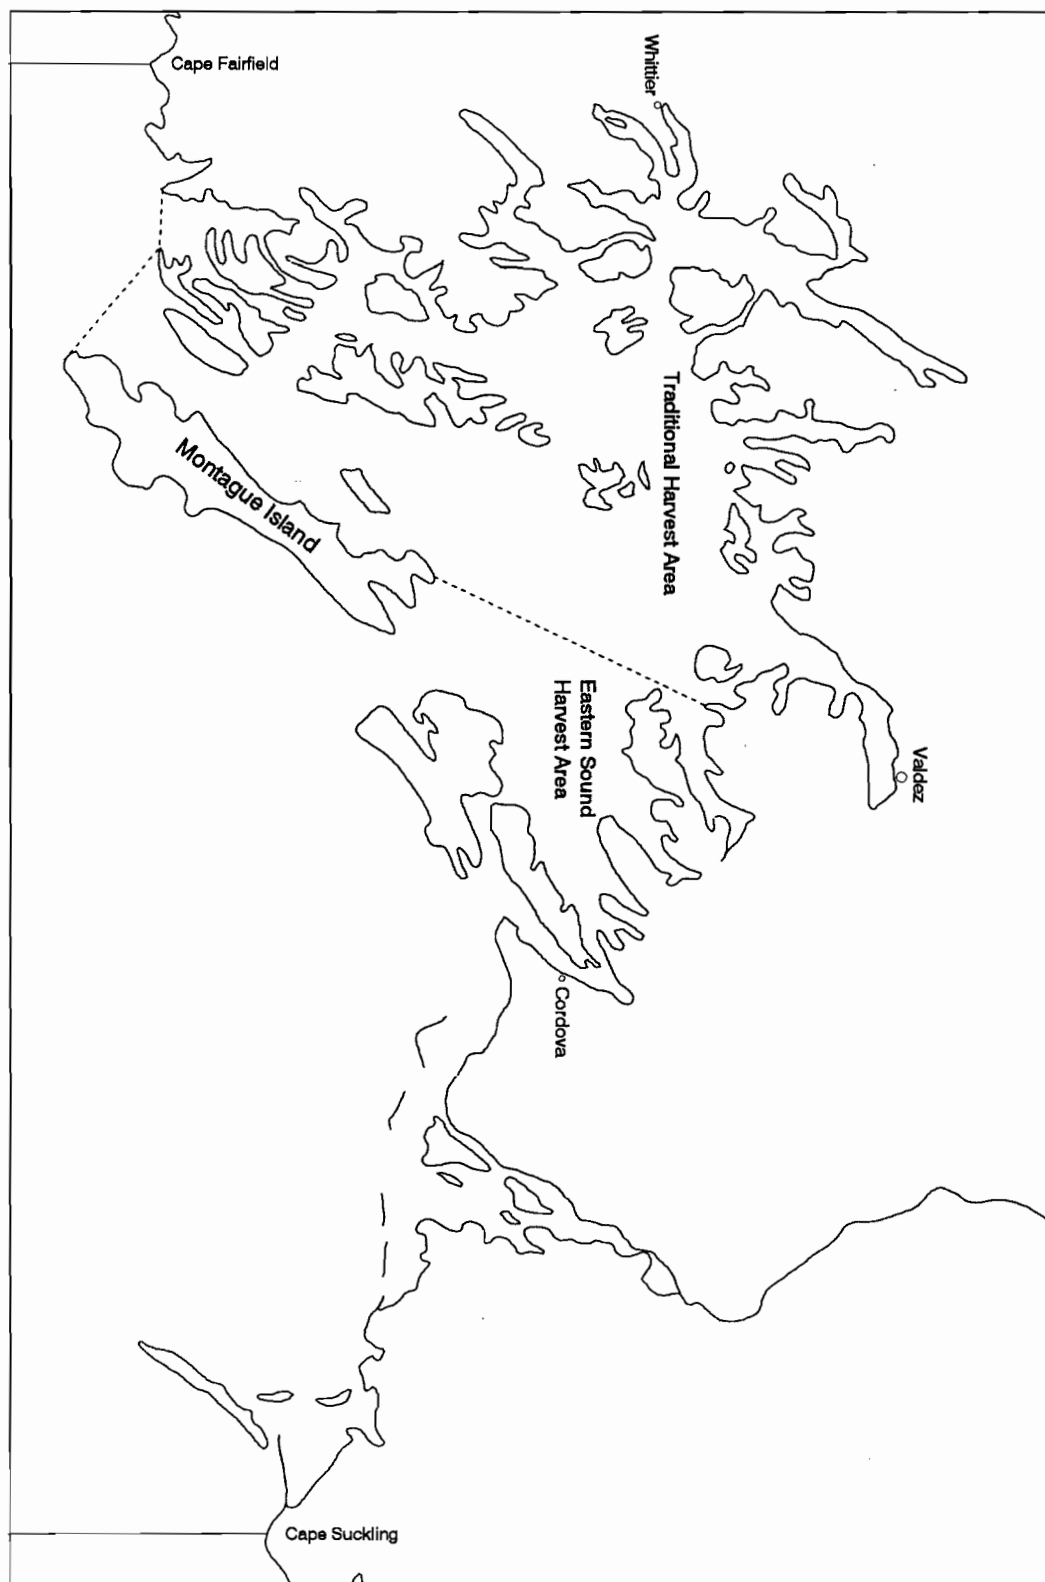 Cape Fairfield
Whittier
Traditional Harvest Area
Montague Island
Eastern Sound
Harvest Area
Valdez
Cordova
Cape Suckling